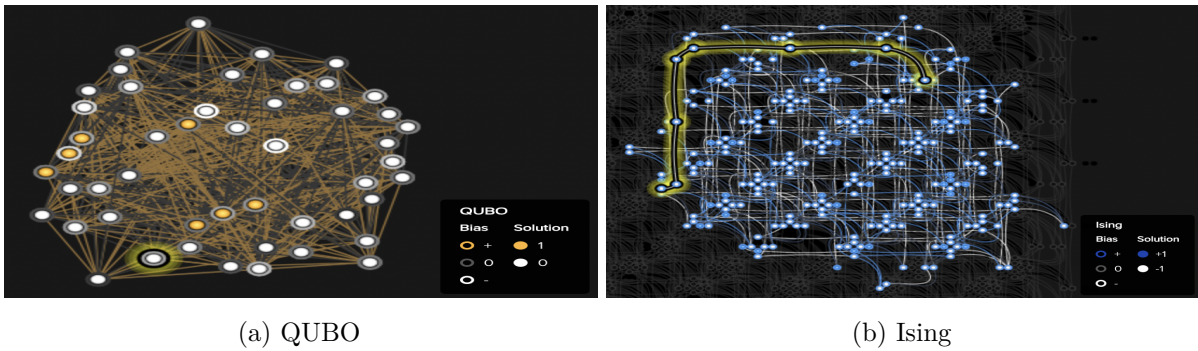 QUBO
Bias Solution
+ 1
0 0
-
Ising
Bias Solution
+ +1
0 -1
-
(a) QUBO
(b) Ising